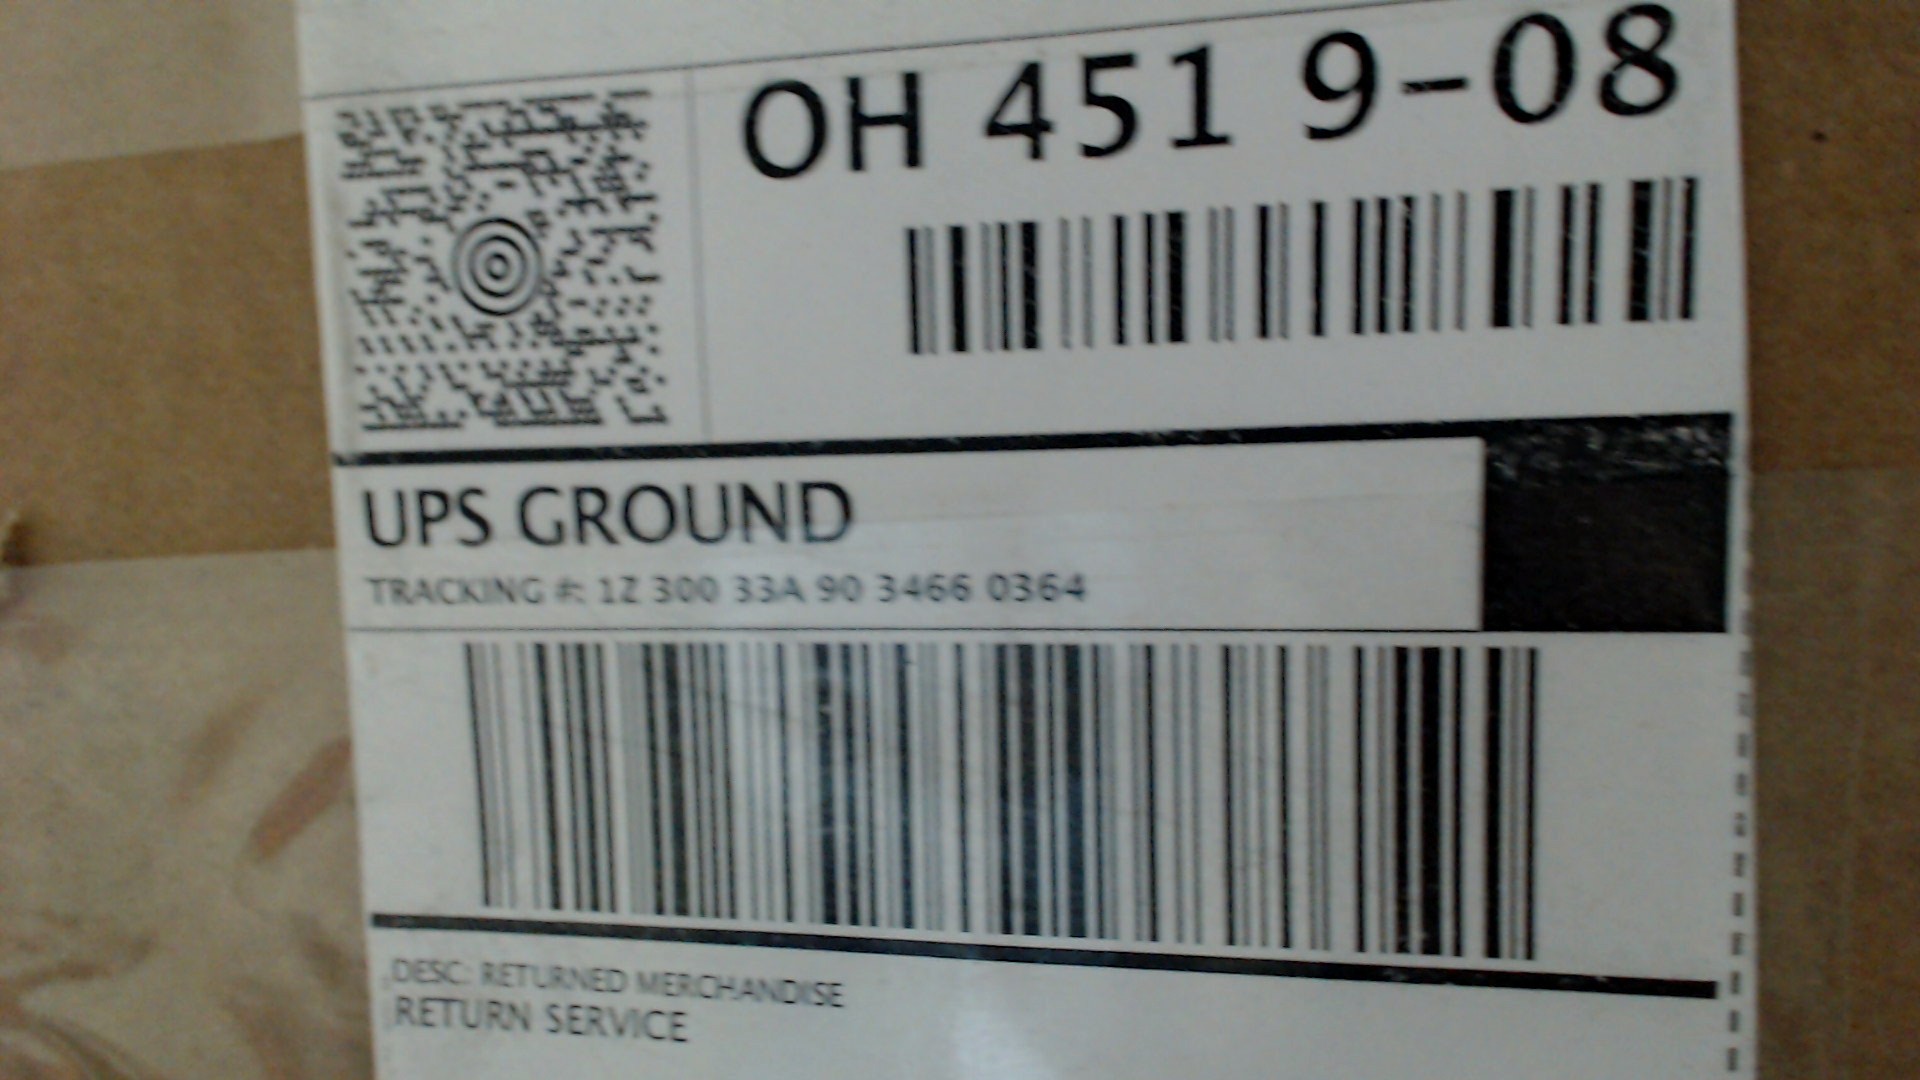 OH 451 9-08
UPS GROUND
TRACKING #: 1Z 300 33A 90 3466 0364
DESC: RETURNED MERCHANDISE
RETURN SERVICE